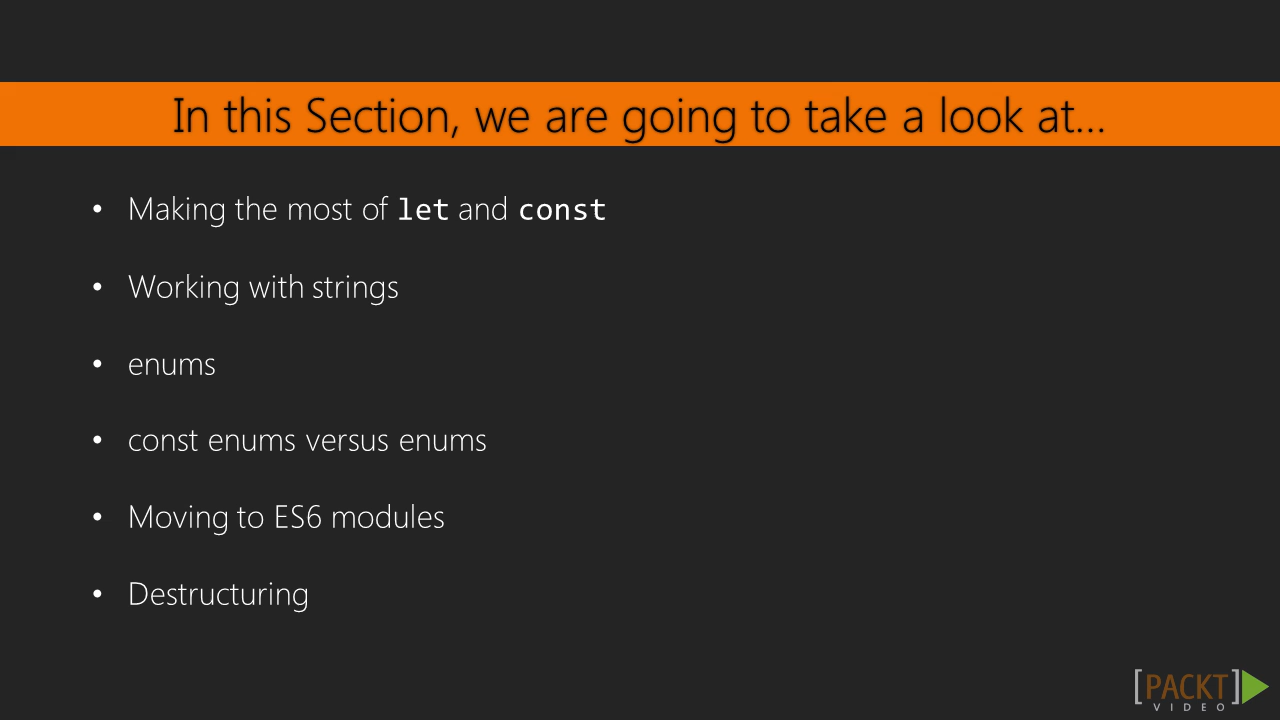 In this Section, we are going to take a look at...
• Making the most of let and const
• Working with strings
• enums
• const enums versus enums
• Moving to ES6 modules
• Destructuring
[PACKT]
VIDEO